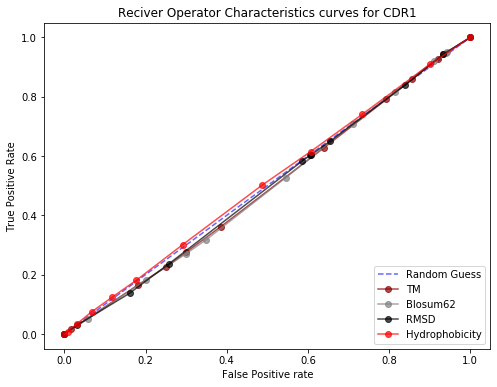 Reciver Operator Characteristics curves for CDR1
True Positive Rate
1.0
0.8
0.6
0.4
0.2
0.0
Random Guess
TM
Blosum62
RMSD
Hydrophobicity
0.0 0.2 0.4 0.6 0.8 1.0
False Positive rate